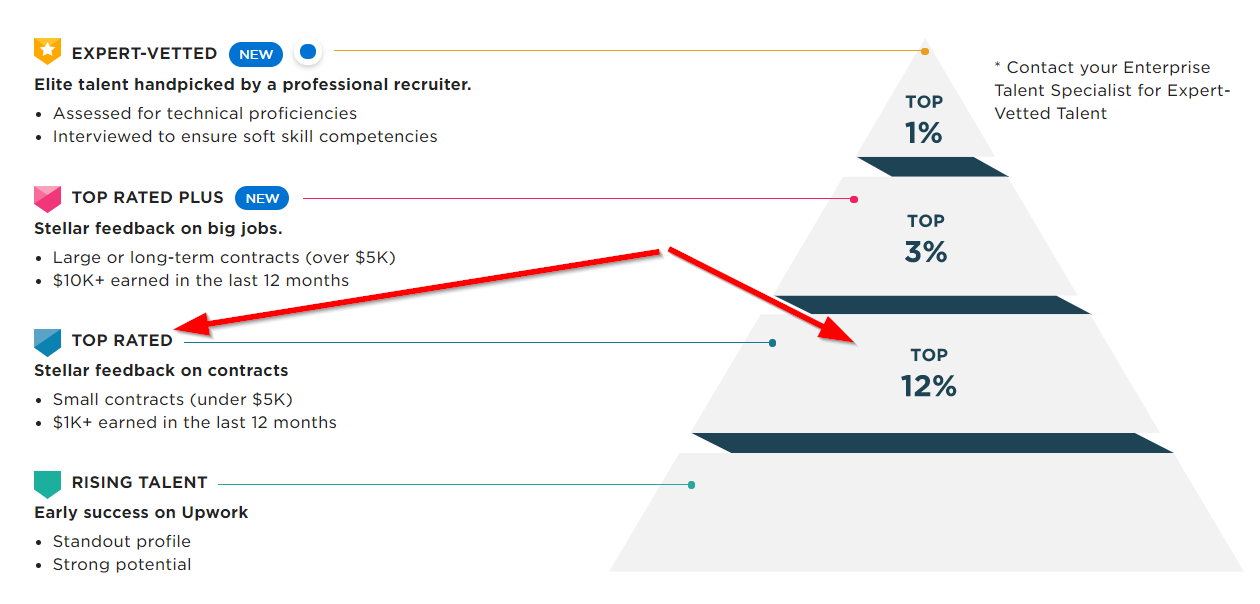 EXPERT-VETTED NEW
Elite talent handpicked by a professional recruiter.
• Assessed for technical proficiencies
• Interviewed to ensure soft skill competencies
TOP
1%
* Contact your Enterprise
Talent Specialist for Expert-
Vetted Talent
TOP RATED PLUS NEW
Stellar feedback on big jobs.
• Large or long-term contracts (over $5K)
• $10K+ earned in the last 12 months
TOP
3%
TOP RATED
Stellar feedback on contracts
• Small contracts (under $5K)
• $1K+ earned in the last 12 months
TOP
12%
RISING TALENT
Early success on Upwork
• Standout profile
• Strong potential